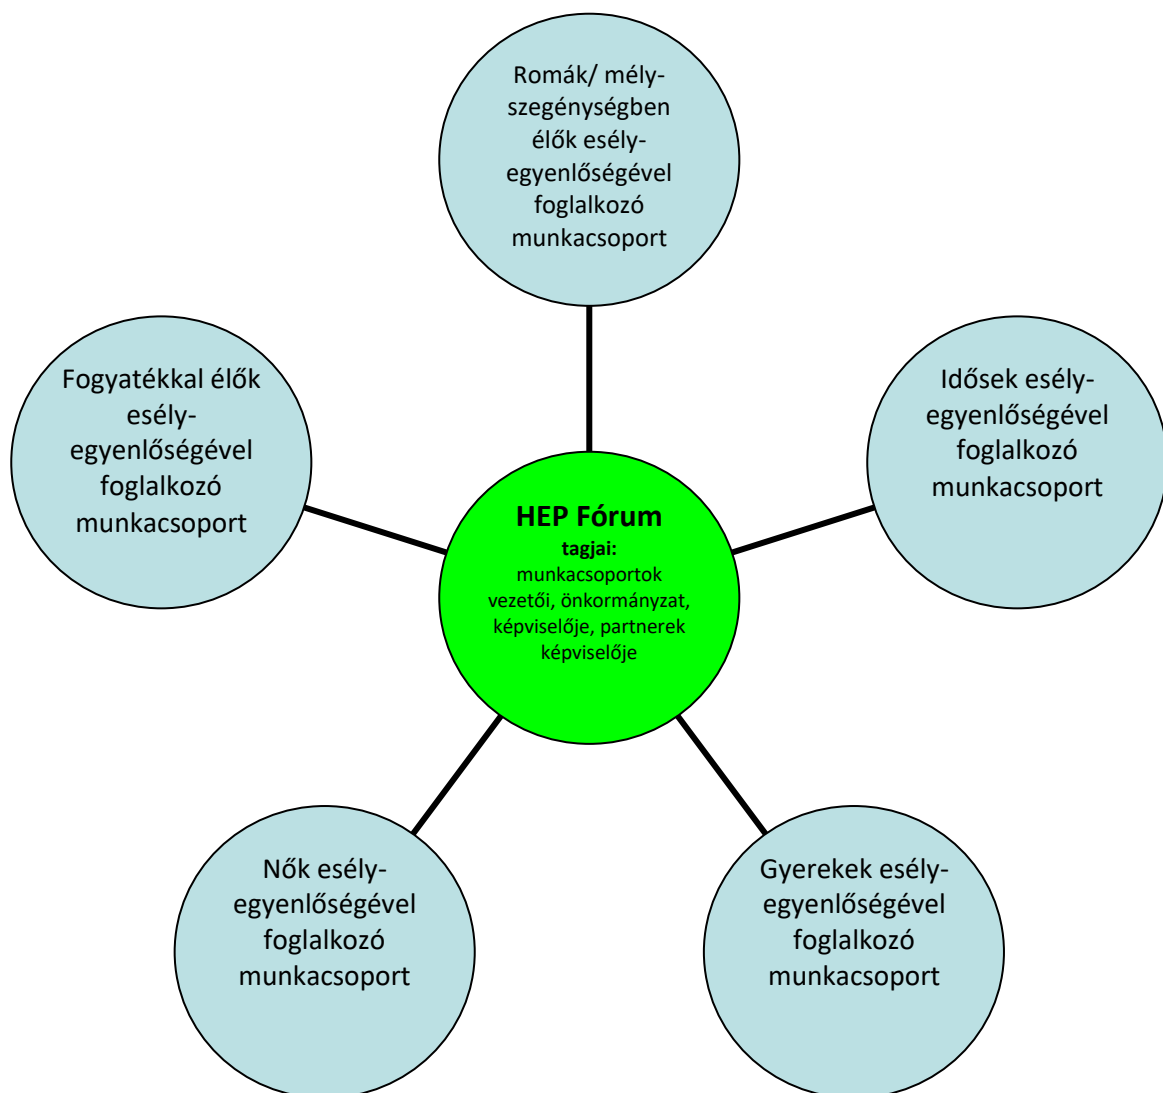 Romák/ mély-
szegénységben
élők esély-
egyenlőségével
foglalkozó
munkacsoport
Fogyatékkal élők
esély-
egyenlőségével
foglalkozó
munkacsoport
Idősek esély-
egyenlőségével
foglalkozó
munkacsoport
HEP Fórum
tagjai:
munkacsoportok
vezetői, önkormányzat,
képviselője, partnerek
képviselője
Nők esély-
egyenlőségével
foglalkozó
munkacsoport
Gyerekek esély-
egyenlőségével
foglalkozó
munkacsoport